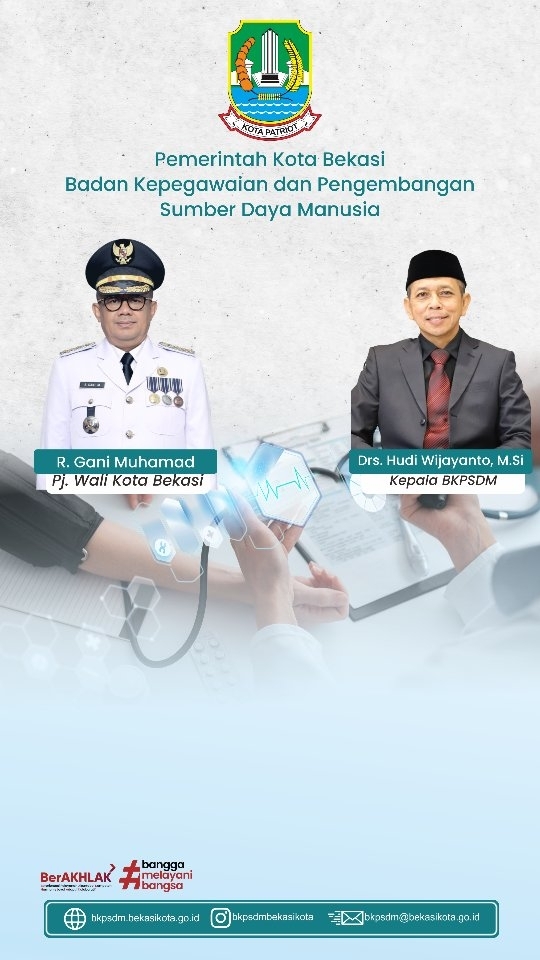 KOTA PATRIOT
Pemerintah Kota Bekasi
Badan Kepegawaian dan Pengembangan
Sumber Daya Manusia
R. Gani Muhamad
Pj. Wali Kota Bekasi
Drs. Hudi Wijayanto, M.Si
Kepala BKPSDM
BerAKHLAK
#bangga
melayani
bangsa
bkpsdm.bekasikota.go.id
bkpsdmbekasikota
bkpsdm@bekasikota.go.id